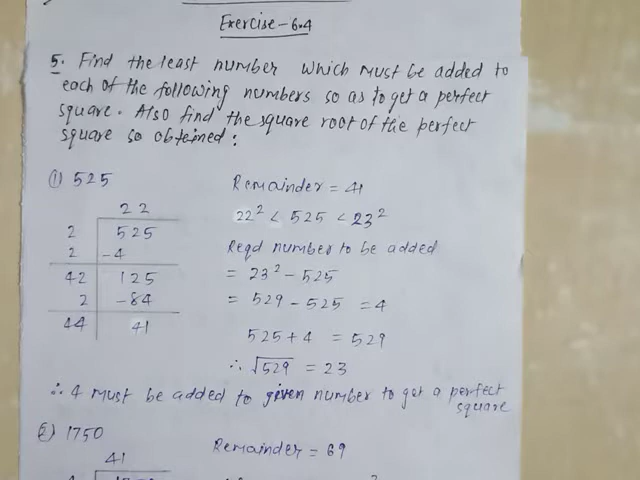 Exercise-6.4
5. Find the least number which must be added to
each of the following numbers so as to get a perfect
square. Also find the square root of the perfect
square so obtained:
(1) 525
Remainder = 41
22
22² < 525 < 23²
2 525
2 -4
Reqd number to be added
42 125
= 23² - 525
2 -84
= 529 - 525 = 4
44 41
525 + 4 = 529
∴ √529 = 23
∴ 4 must be added to given number to get a perfect
square
(2) 1750
Remainder = 69
41